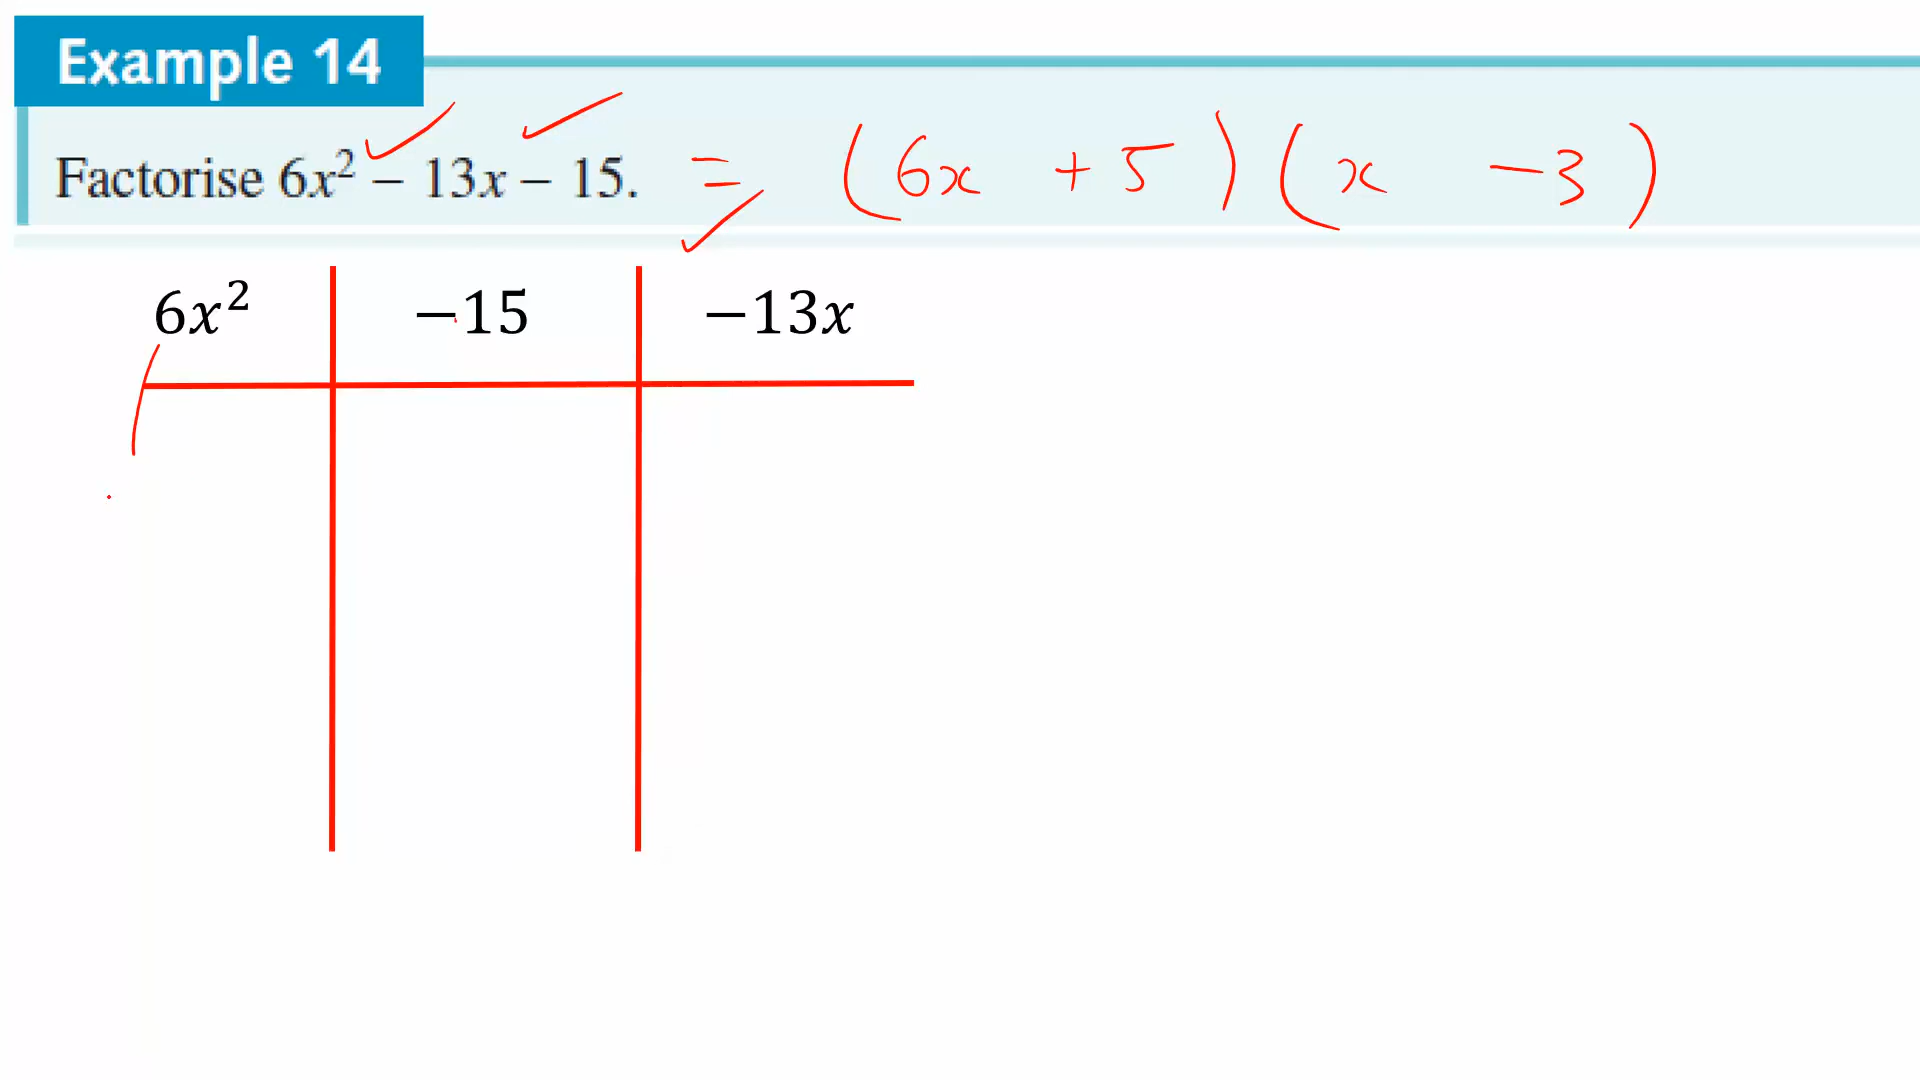 Example 14
Factorise 6x² – 13x – 15. = (6x + 5)(x – 3)
6x² −15 −13x